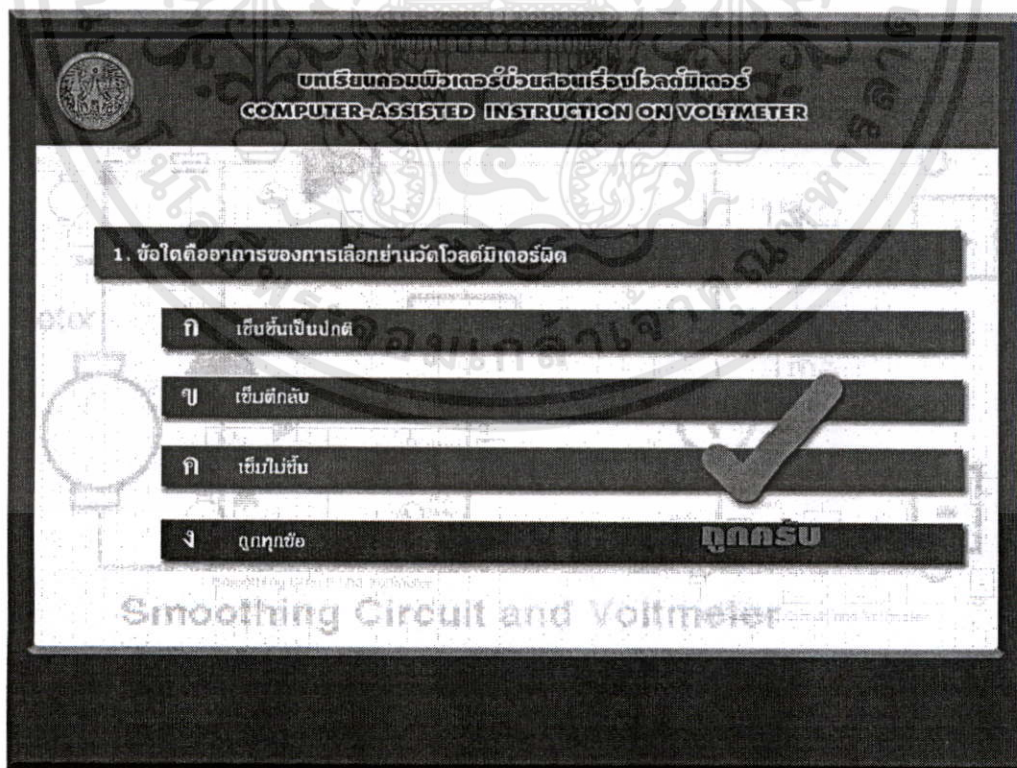 บทเรียนคอมพิวเตอร์ช่วยสอนเรื่องโวลต์มิเตอร์
COMPUTER-ASSISTED INSTRUCTION ON VOLTMETER
1. ข้อใดคืออาการของการเลือกย่านวัดโวลต์มิเตอร์ผิด
ก เข็มขึ้นเป็นปกติ
ข เข็มตีกลับ
ค เข็มไม่ขึ้น
ง ถูกทุกข้อ
ถูกครับ
Smoothing Circuit and Voltmeter